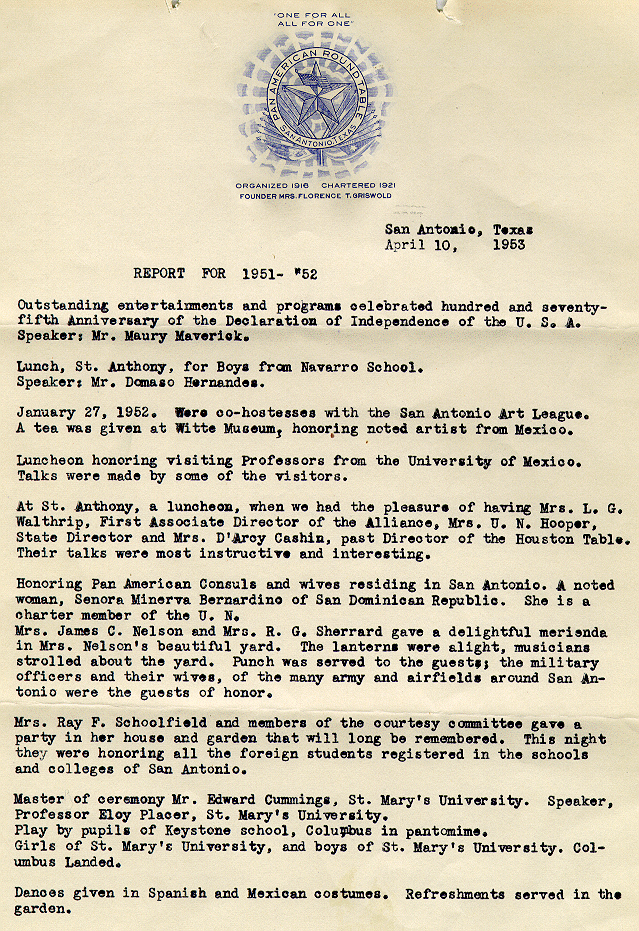 "ONE FOR ALL
ALL FOR ONE"
PAN AMERICAN ROUND TABLE
SAN ANTONIO, TEXAS
ORGANIZED 1916 CHARTERED 1921
FOUNDER MRS. FLORENCE T. GRISWOLD
San Antonio, Texas
April 10, 1953
REPORT FOR 1951- "52
Outstanding entertainments and programs celebrated hundred and seventy-
fifth Anniversary of the Declaration of Independence of the U. S. A.
Speaker: Mr. Maury Maverick.
Lunch, St. Anthony, for Boys from Navarro School.
Speaker: Mr. Domaso Hernandes.
January 27, 1952. Were co-hostesses with the San Antonio Art League.
A tea was given at Witte Museum, honoring noted artist from Mexico.
Luncheon honoring visiting Professors from the University of Mexico.
Talks were made by some of the visitors.
At St. Anthony, a luncheon, when we had the pleasure of having Mrs. L. G.
Walthrip, First Associate Director of the Alliance, Mrs. U. N. Hooper,
State Director and Mrs. D'Arcy Cashin, past Director of the Houston Table.
Their talks were most instructive and interesting.
Honoring Pan American Consuls and wives residing in San Antonio. A noted
woman, Senora Minerva Bernardino of San Dominican Republic. She is a
charter member of the U. N.
Mrs. James C. Nelson and Mrs. R. G. Sherrard gave a delightful merienda
in Mrs. Nelson's beautiful yard. The lanterns were alight, musicians
strolled about the yard. Punch was served to the guests; the military
officers and their wives, of the many army and airfields around San An-
tonio were the guests of honor.
Mrs. Ray F. Schoolfield and members of the courtesy committee gave a
party in her house and garden that will long be remembered. This night
they were honoring all the foreign students registered in the schools
and colleges of San Antonio.
Master of ceremony Mr. Edward Cummings, St. Mary's University. Speaker,
Professor Eloy Placer, St. Mary's University.
Play by pupils of Keystone school, Columbus in pantomime.
Girls of St. Mary's University, and boys of St. Mary's University. Col-
umbus Landed.
Dances given in Spanish and Mexican costumes. Refreshments served in the
garden.